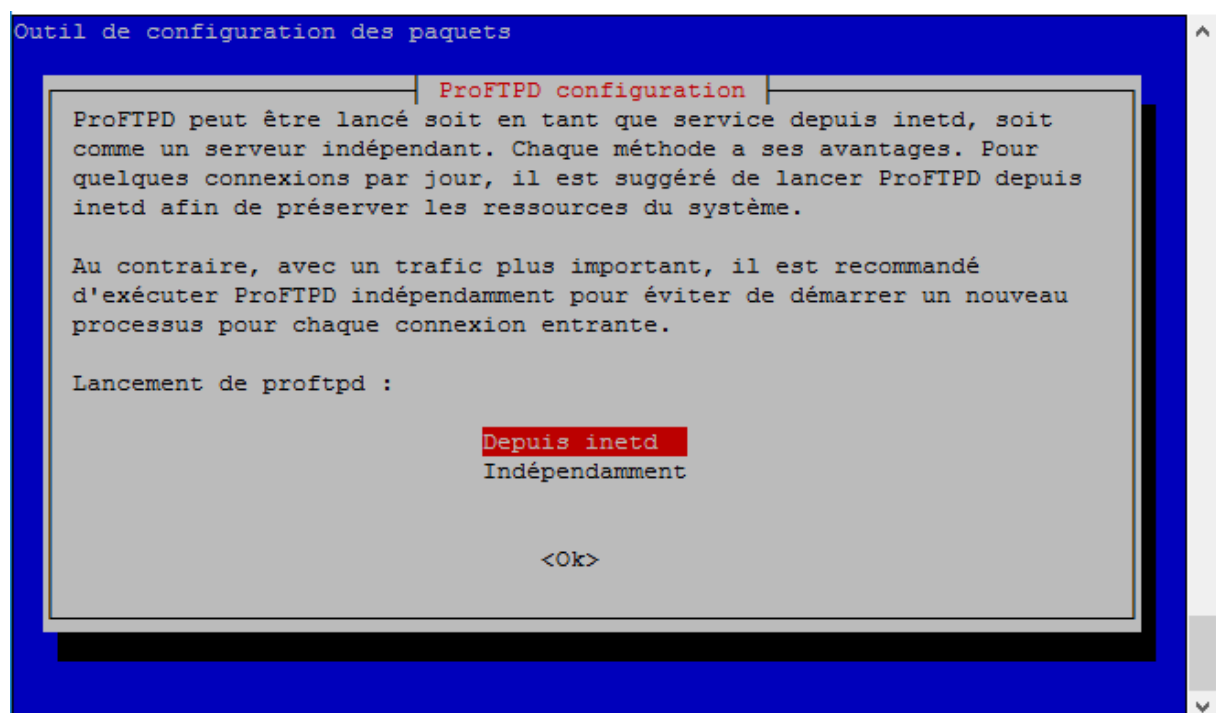 Outil de configuration des paquets
ProFTPD configuration
ProFTPD peut être lancé soit en tant que service depuis inetd, soit
comme un serveur indépendant. Chaque méthode a ses avantages. Pour
quelques connexions par jour, il est suggéré de lancer ProFTPD depuis
inetd afin de préserver les ressources du système.
Au contraire, avec un trafic plus important, il est recommandé
d'exécuter ProFTPD indépendamment pour éviter de démarrer un nouveau
processus pour chaque connexion entrante.
Lancement de proftpd :
Depuis inetd
Indépendamment
<Ok>